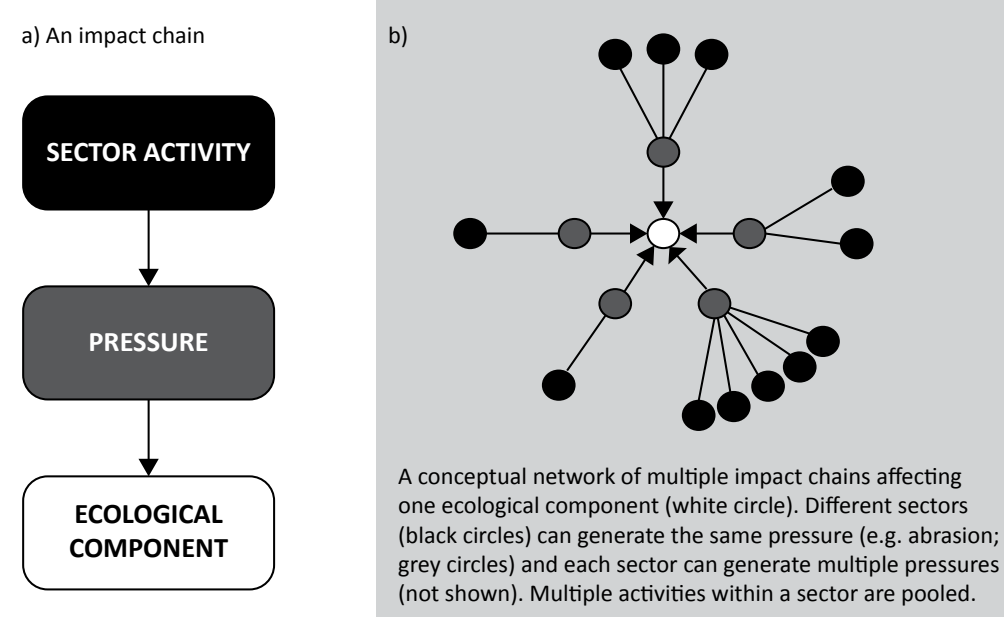 a) An impact chain
SECTOR ACTIVITY
PRESSURE
ECOLOGICAL
COMPONENT
b)
A conceptual network of multiple impact chains affecting
one ecological component (white circle). Different sectors
(black circles) can generate the same pressure (e.g. abrasion;
grey circles) and each sector can generate multiple pressures
(not shown). Multiple activities within a sector are pooled.